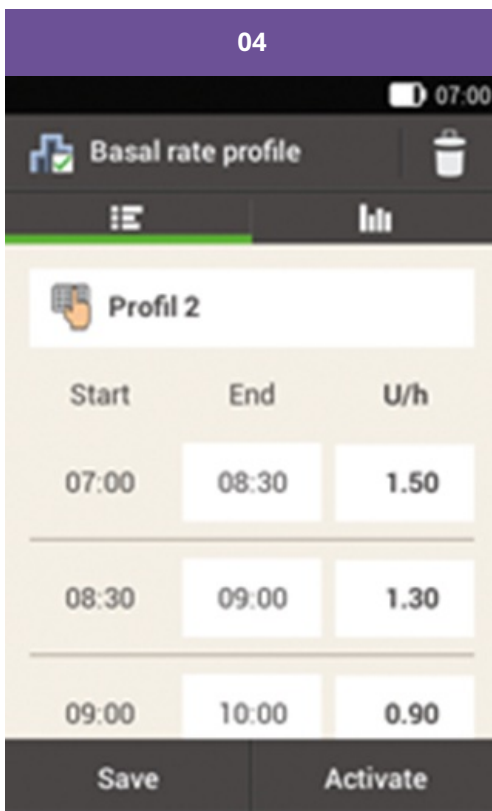 04
07:00
Basal rate profile
Profil 2
Start End U/h
07:00 08:30 1.50
08:30 09:00 1.30
09:00 10:00 0.90
Save Activate